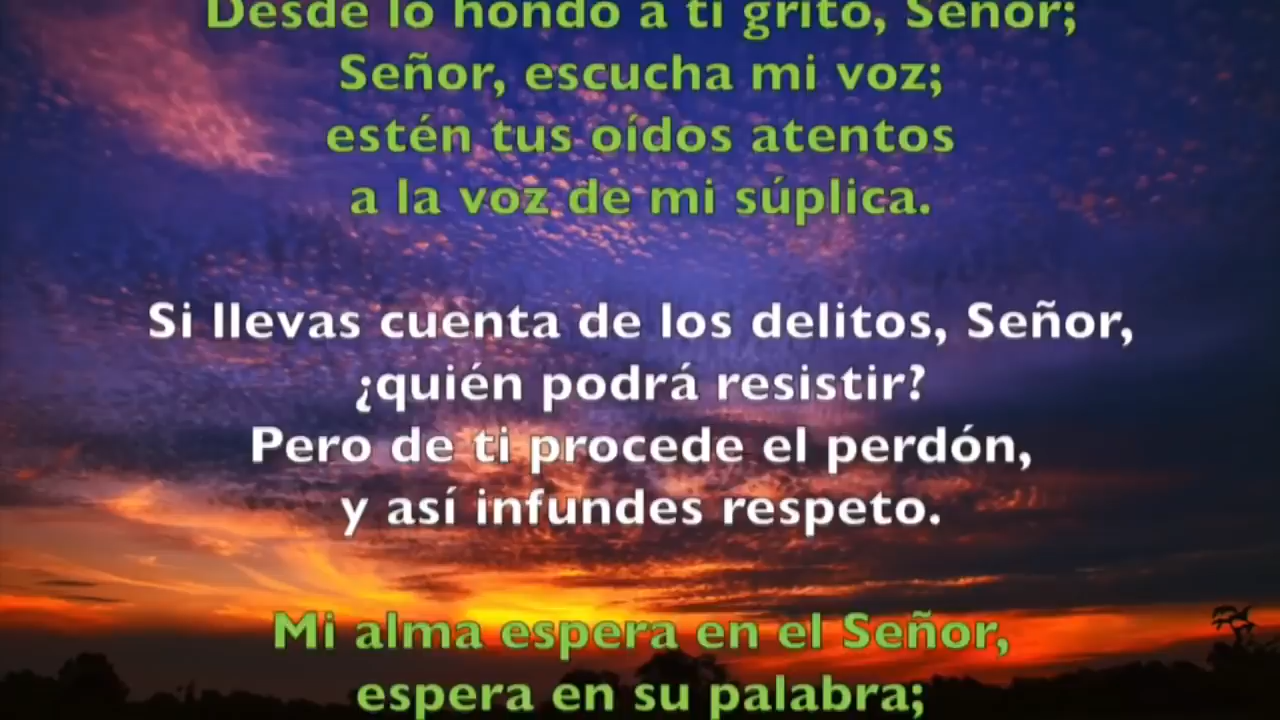 Desde lo hondo a ti grito, Señor;
Señor, escucha mi voz;
estén tus oídos atentos
a la voz de mi súplica.
Si llevas cuenta de los delitos, Señor,
¿quién podrá resistir?
Pero de ti procede el perdón,
y así infundes respeto.
Mi alma espera en el Señor,
espera en su palabra;